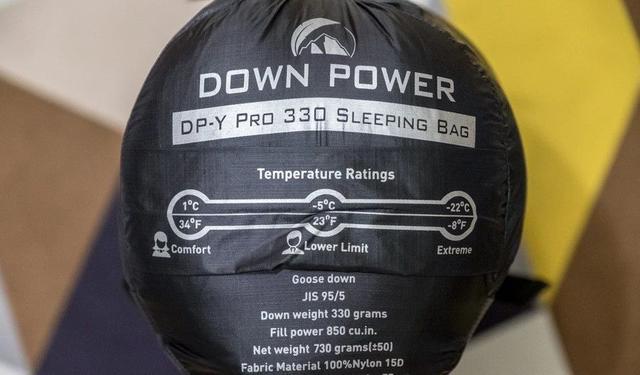 DOWN POWER
DP-Y Pro 330 Sleeping Bag
Temperature Ratings
1°C -5°C -22°C
34°F 23°F -8°F
Comfort Lower Limit Extreme
Goose down
JIS 95/5
Down weight 330 grams
Fill power 850 cu.in.
Net weight 730 grams(±50)
Fabric Material 100%Nylon 15D